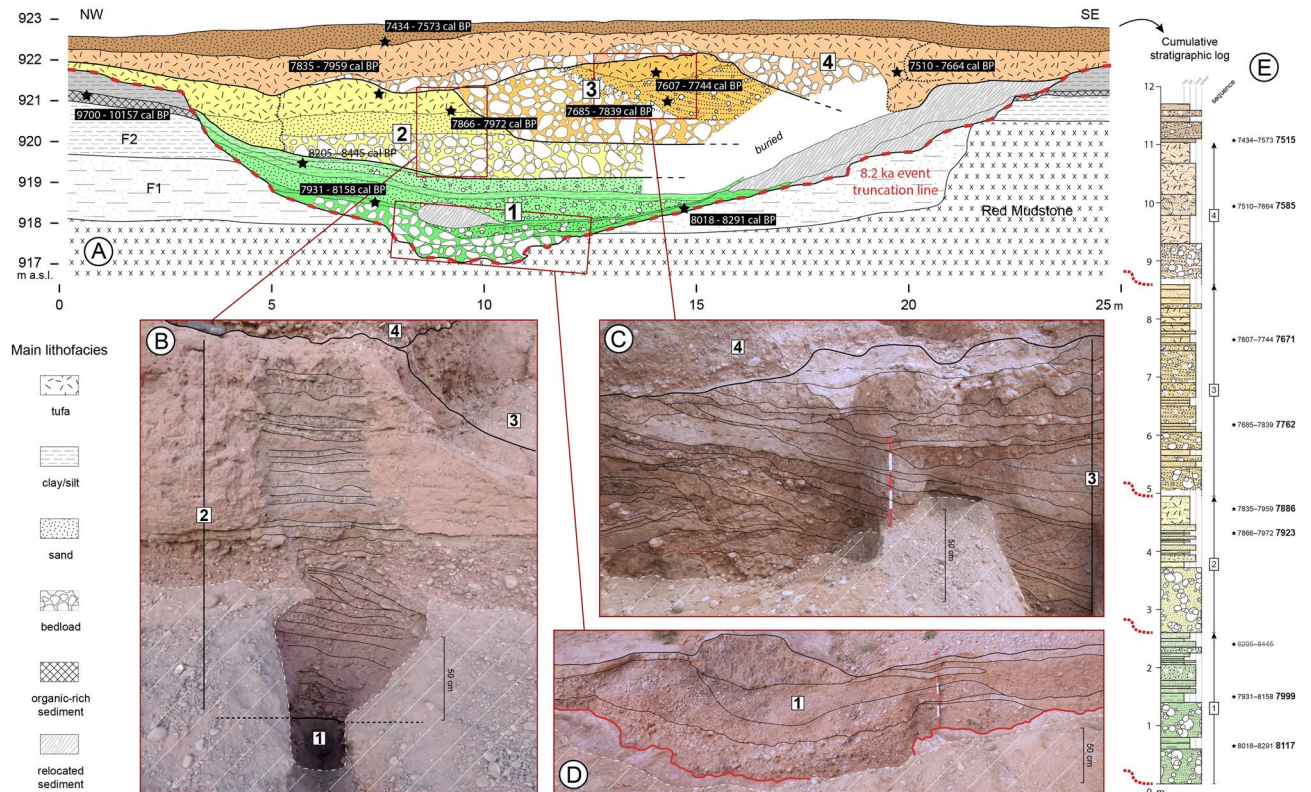 923
922
921
920
919
918
917
m a.s.l.
NW
SE
7434 - 7573 cal BP
7835 - 7959 cal BP
9700 - 10157 cal BP
7866 - 7972 cal BP
8205 - 8445 cal BP
7931 - 8158 cal BP
7607 - 7744 cal BP
7685 - 7839 cal BP
7510 - 7664 cal BP
8018 - 8291 cal BP
F2
F1
1
2
3
4
buried
8.2 ka event
truncation line
Red Mudstone
A
0
5
10
15
20
25 m
Main lithofacies
tufa
clay/silt
sand
bedload
organic-rich
sediment
relocated
sediment
B
4
3
2
1
50 cm
C
4
3
50 cm
D
1
50 cm
Cumulative
stratigraphic log
E
sequence
12
11
10
9
8
7
6
5
4
3
2
1
0 m
7434–7573 7515
7510–7664 7585
7607–7744 7671
7685–7839 7762
7835–7959 7886
7866–7972 7923
8205–8445
7931–8158 7999
8018–8291 8117
4
3
2
1